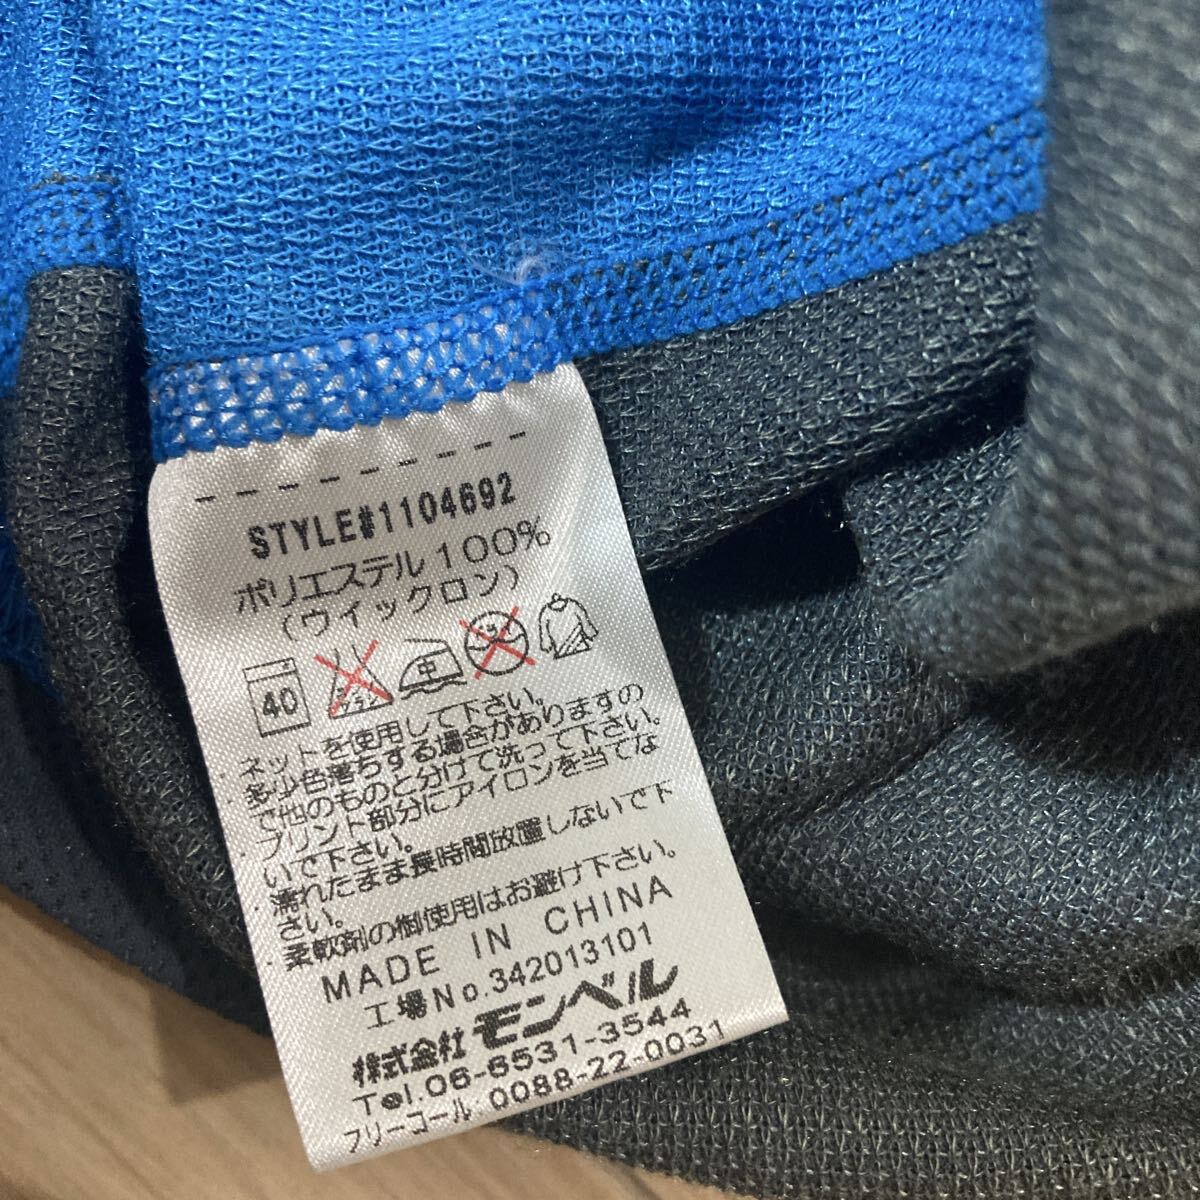 STYLE#1104692
ポリエステル 100%
(ウイックロン)
40
中
・ネットを使用して下さい。
・多少色落ちする場合がありますの
で他のものと分けて洗って下さい。
・プリント部分にアイロンを当てな
いで下さい。
・濡れたまま長時間放置しないで下
さい。
・柔軟剤の御使用はお避け下さい。
MADE IN CHINA
工場No.342013101
株式会社 モンベル
Tel.06-6531-3544
フリーコール 0088-22-0031